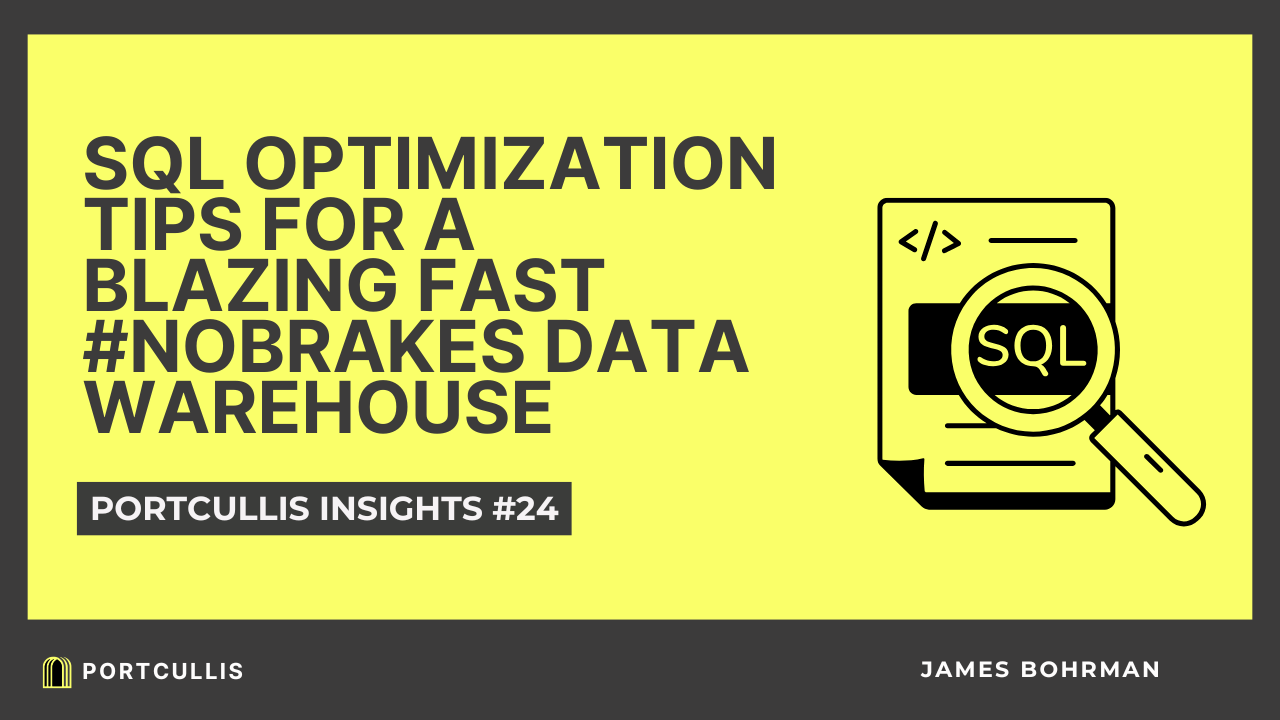 SQL OPTIMIZATION
TIPS FOR A
BLAZING FAST
#NOBRAKES DATA
WAREHOUSE
PORTCULLIS INSIGHTS #24
</>
SQL
PORTCULLIS
JAMES BOHRMAN